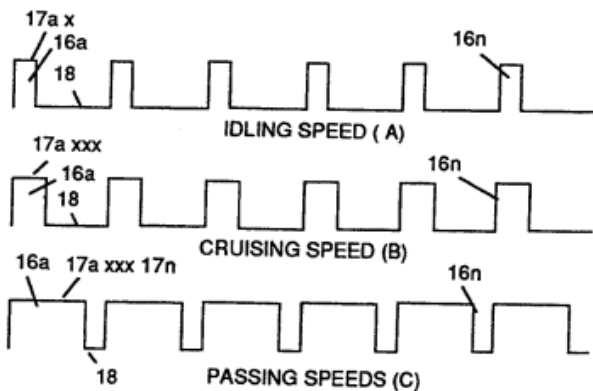 17a x
16a
18
16n
IDLING SPEED ( A)
17a xxx
16a
18
16n
CRUISING SPEED (B)
16a
17a xxx 17n
16n
18
PASSING SPEEDS (C)